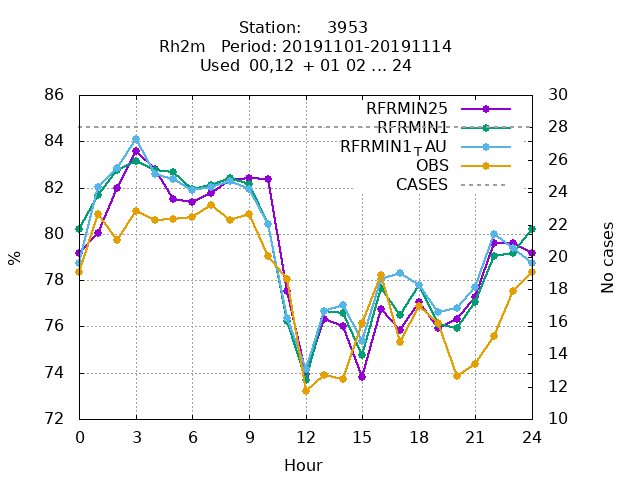 Station:     3953
Rh2m   Period: 20191101-20191114
Used  00,12  + 01 02 ... 24
86 30
RFRMIN25
84 28
RFRMIN1
26
RFRMIN1_TAU
OBS
82 24
CASES
22
80
20
%
No cases
78
18
76 16
14
74
12
72 10
0 3 6 9 12 15 18 21 24
Hour